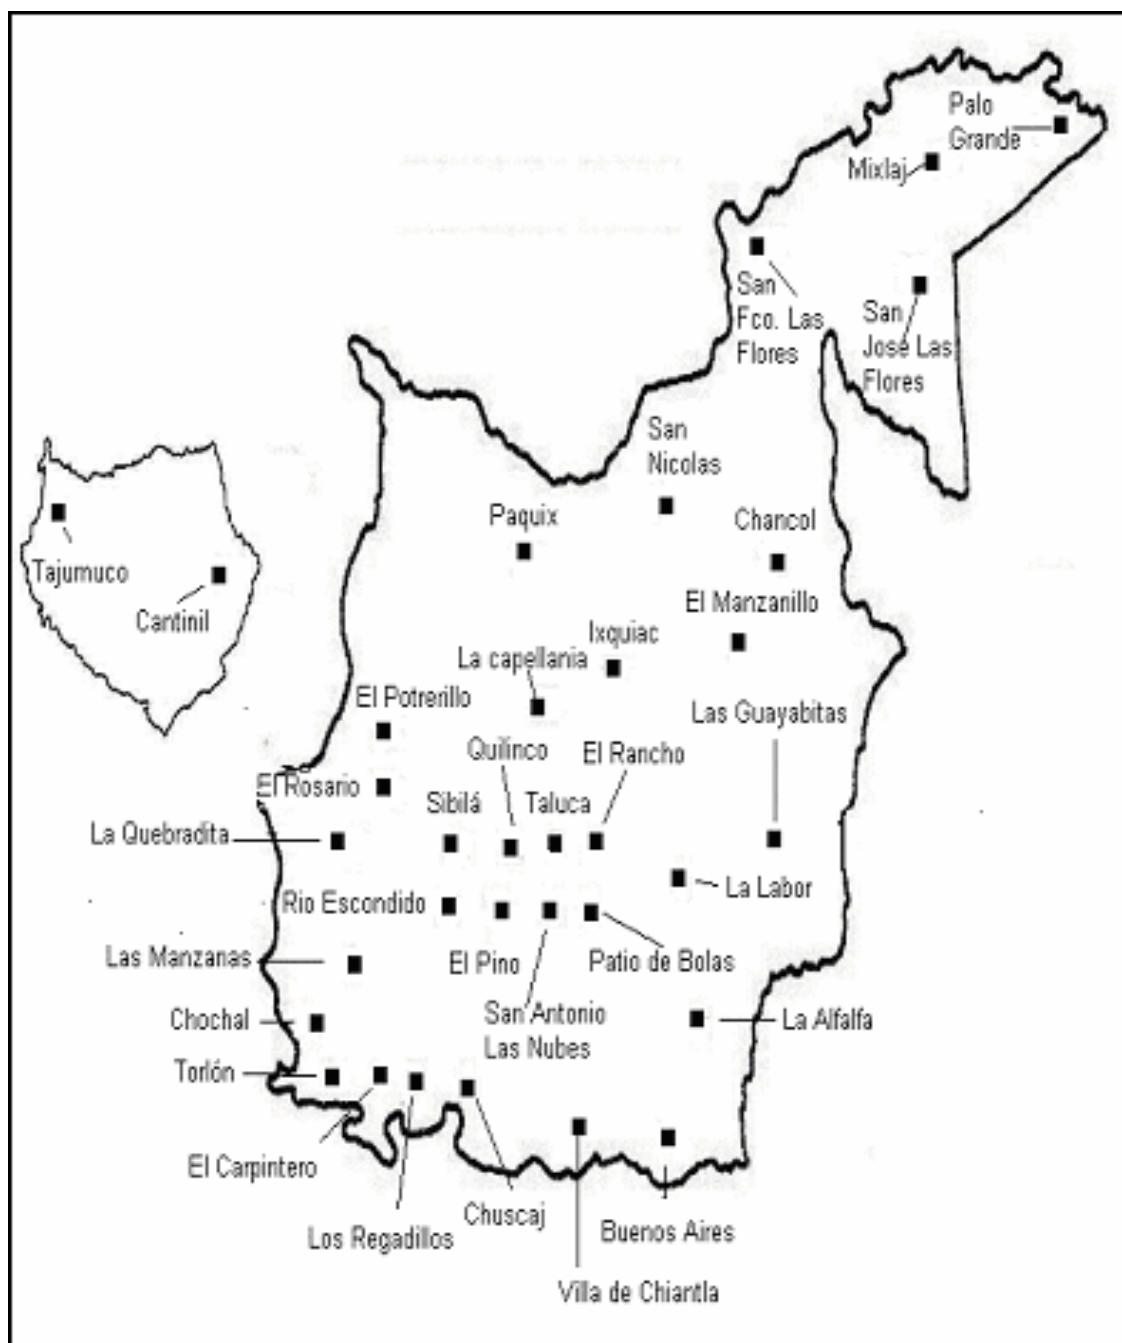 Palo
Grande
Mixlaj
San
Fco. Las
Flores
San
José Las
Flores
San
Nicolas
Paquix
Chancol
Tajumuco
Cantinil
El Manzanillo
Ixquiac
La capellania
El Potrerillo
Las Guayabitas
Quilinco
El Rancho
El Rosario
Sibilá
Taluca
La Quebradita
La Labor
Rio Escondido
Las Manzanas
El Pino
Patio de Bolas
San Antonio
Las Nubes
Chochal
La Alfalfa
Torlón
El Carpintero
Chuscaj
Los Regadillos
Buenos Aires
Villa de Chiantla